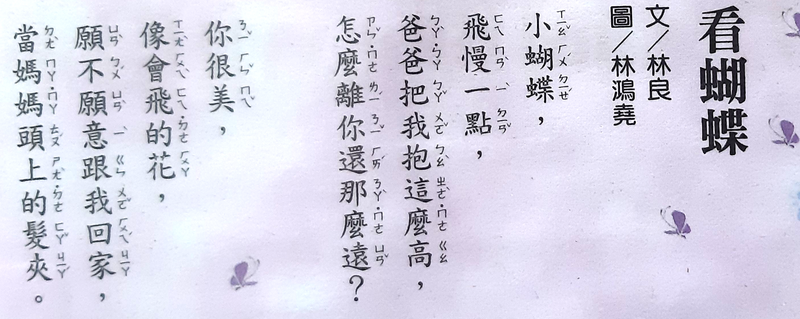 看蝴蝶
文／林良
圖／林鴻堯
小蝴蝶，
飛慢一點，
爸爸把我抱這麼高，
怎麼離你還那麼遠？
你很美，
像會飛的花，
願不願意跟我回家，
當媽媽頭上的髮夾。